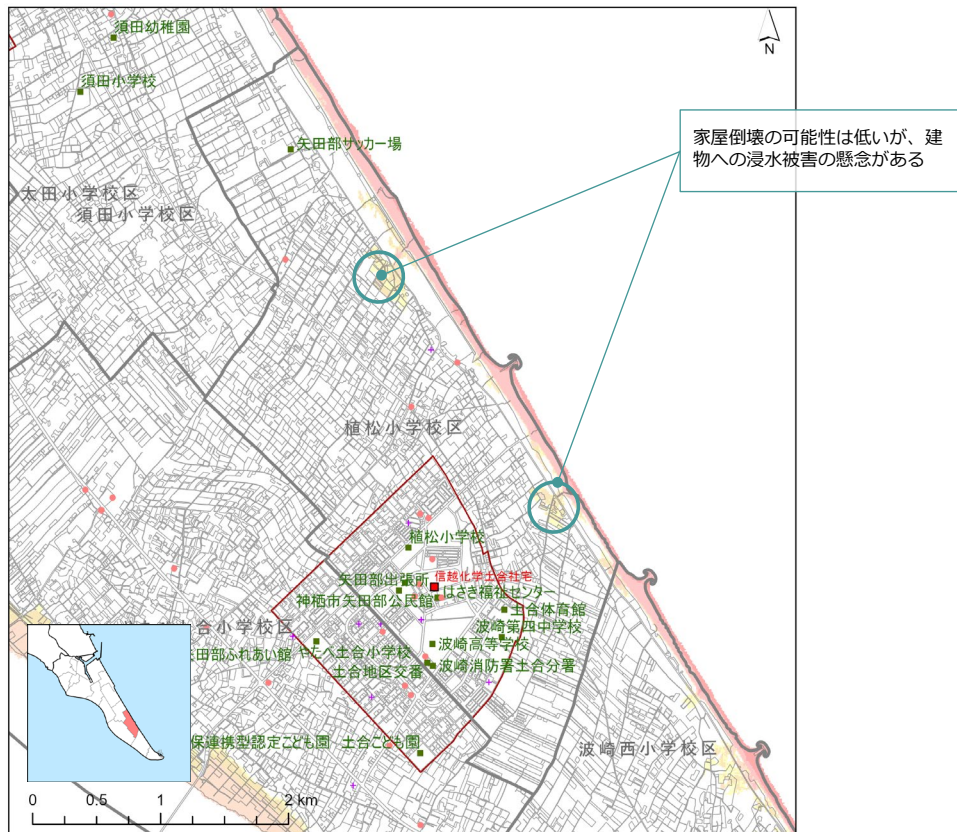 須田幼稚園
N
須田小学校
家屋倒壊の可能性は低いが、建
物への浸水被害の懸念がある
矢田部サッカー場
太田小学校区
須田小学校区
植松小学校区
植松小学校
信越化学土合社宅
矢田部出張所
はさき福祉センター
神栖市矢田部公民館
土合体育館
合小学校区
波崎第四中学校
やたべ土合小学校
波崎高等学校
矢田部ふれあい館
土合地区交番
波崎消防署土合分署
保連携型認定こども園 土合こども園
波崎西小学校区
0 0.5 1 2 km